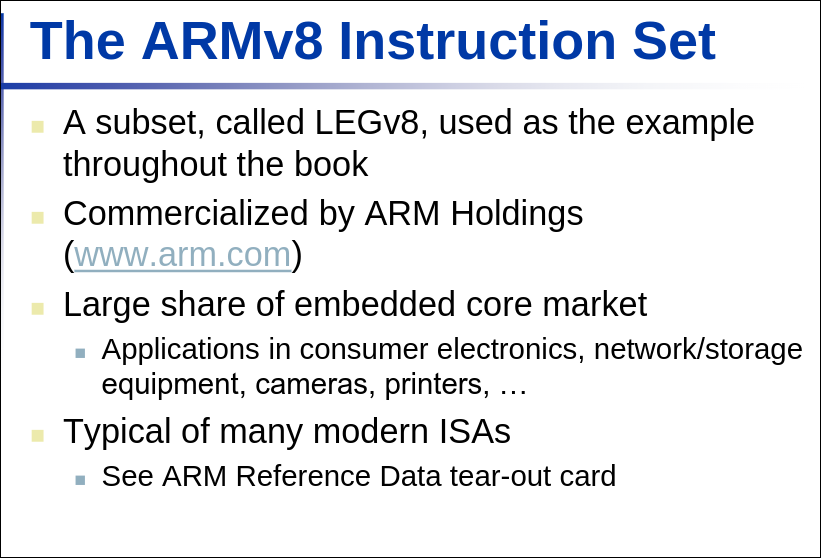 The ARMv8 Instruction Set
A subset, called LEGv8, used as the example
throughout the book
Commercialized by ARM Holdings
(www.arm.com)
Large share of embedded core market
Applications in consumer electronics, network/storage
equipment, cameras, printers, …
Typical of many modern ISAs
See ARM Reference Data tear-out card